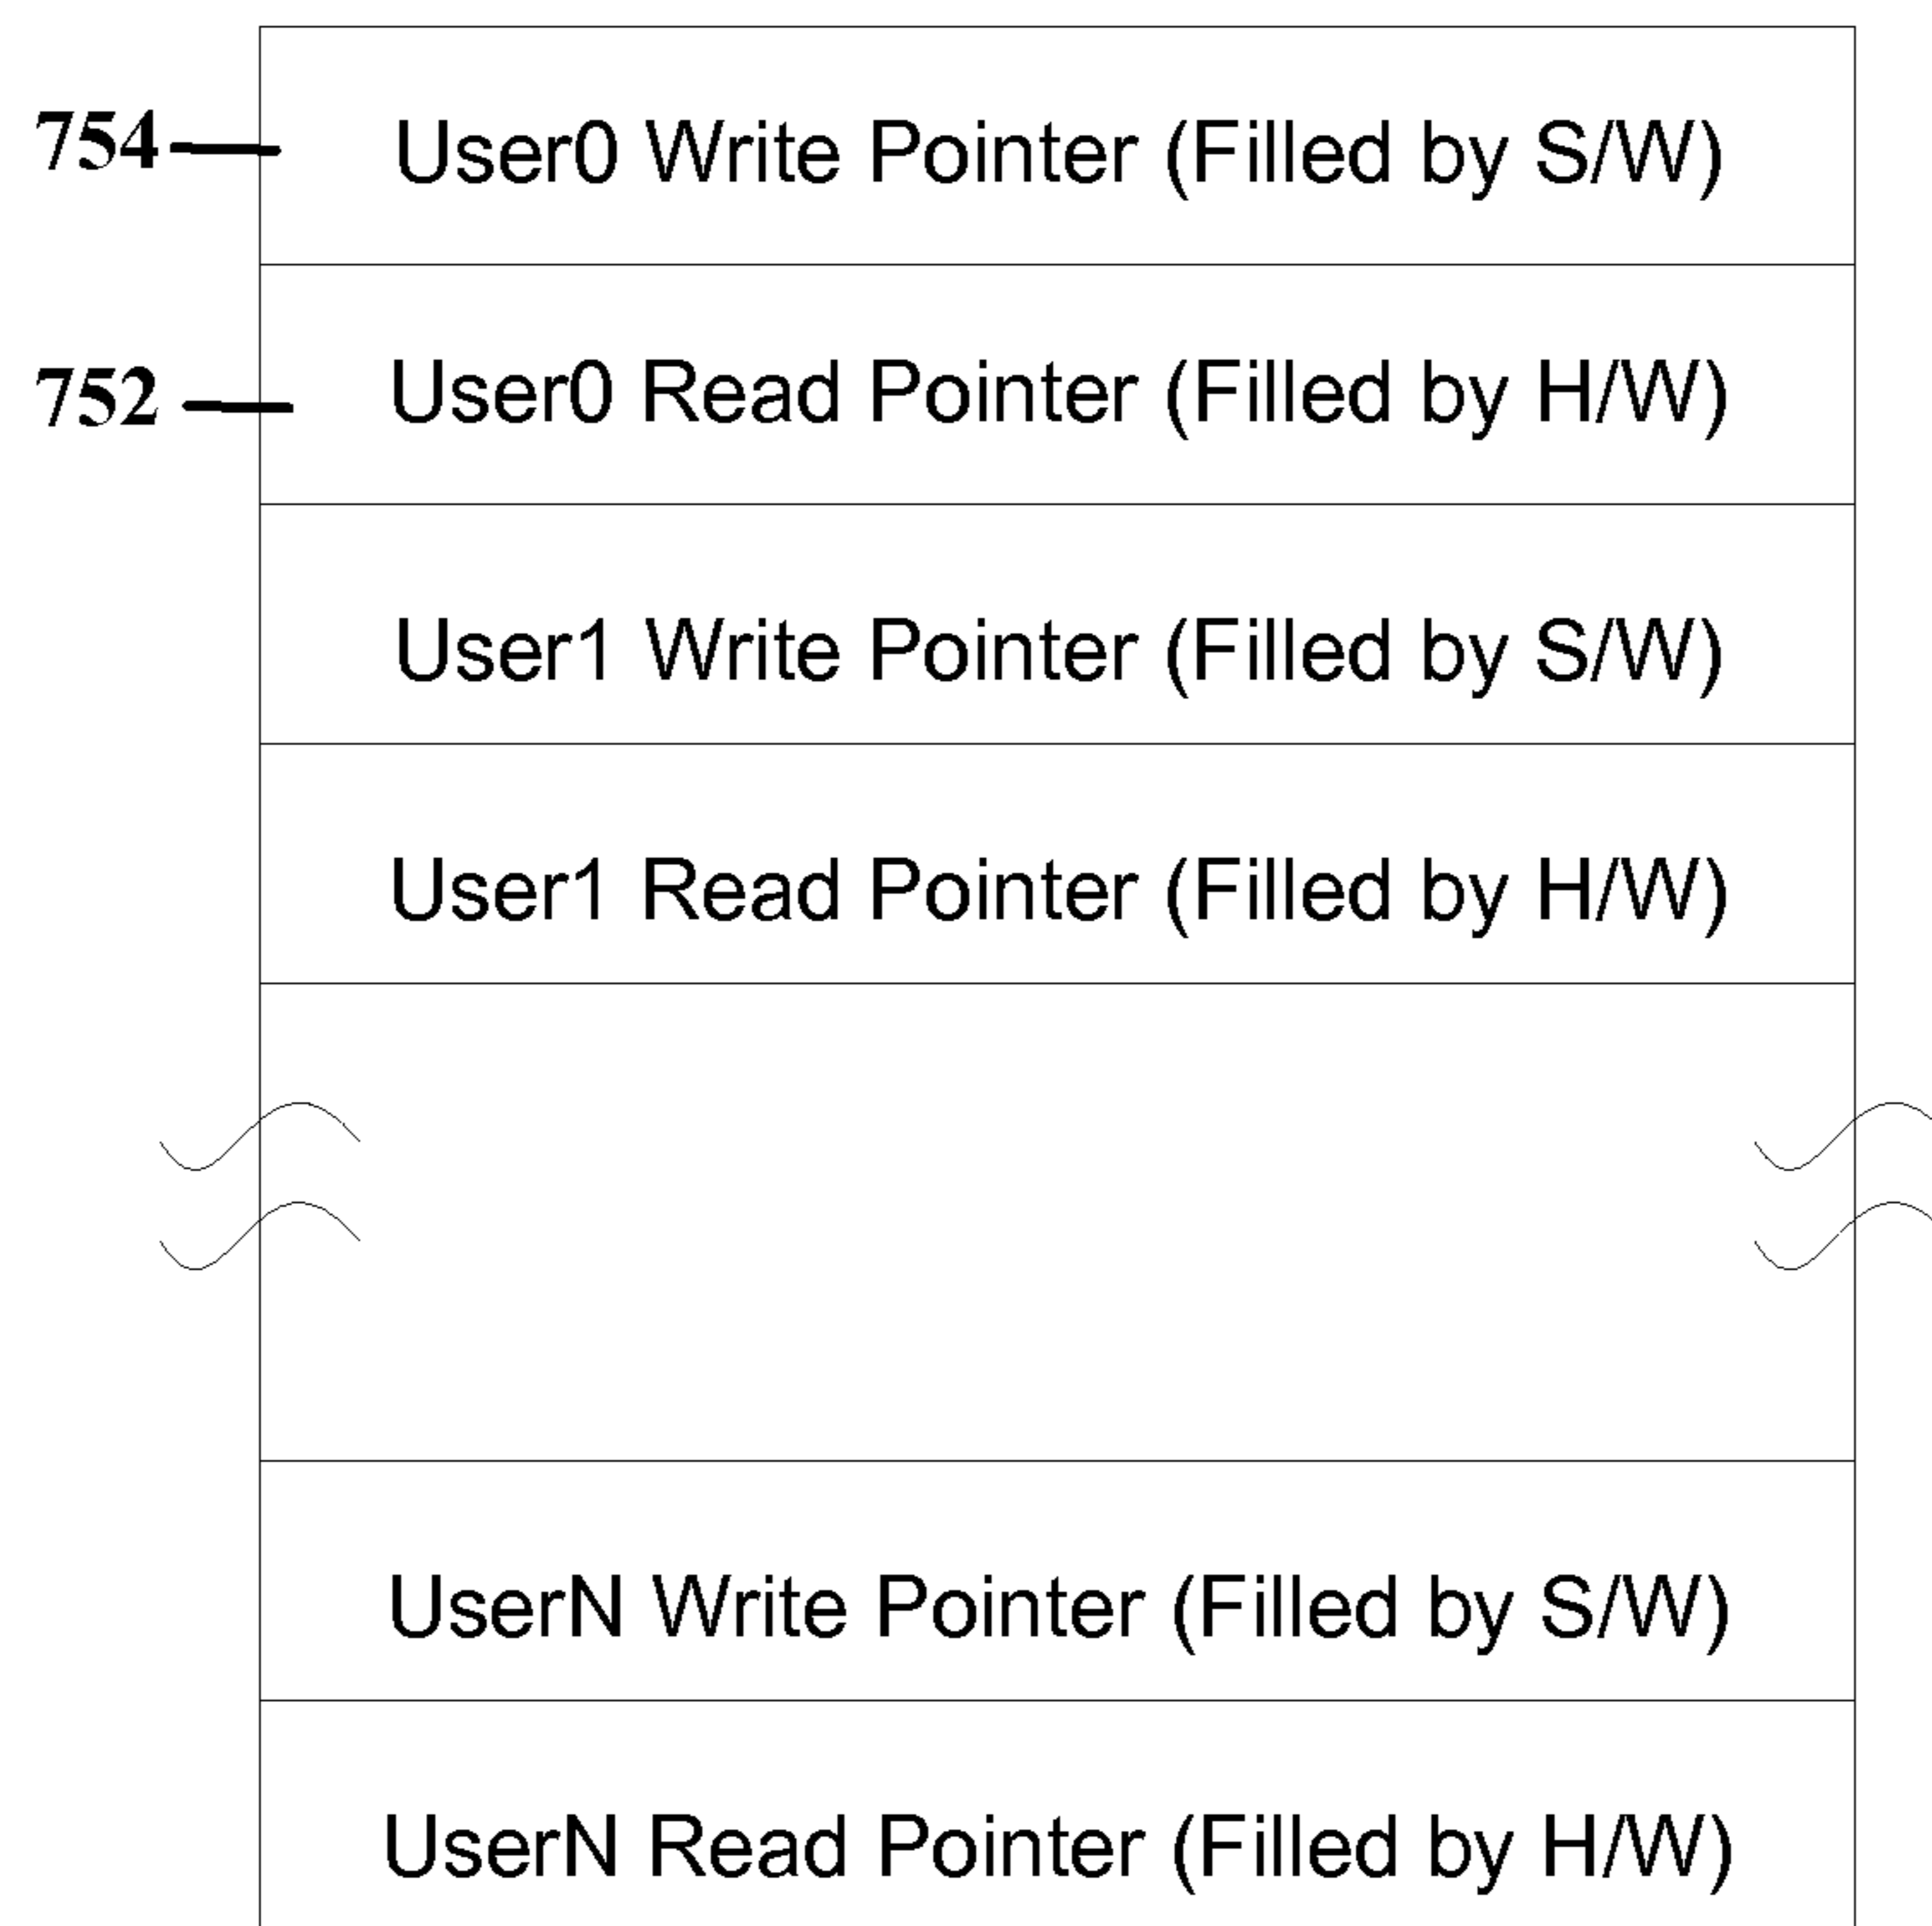 754 User0 Write Pointer (Filled by S/W)
752 User0 Read Pointer (Filled by H/W)
User1 Write Pointer (Filled by S/W)
User1 Read Pointer (Filled by H/W)
UserN Write Pointer (Filled by S/W)
UserN Read Pointer (Filled by H/W)